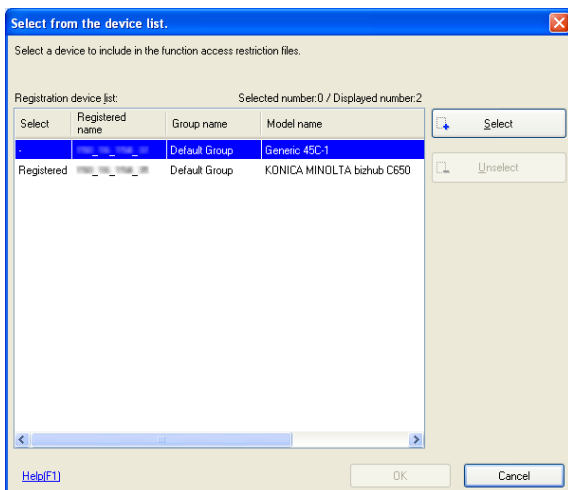 Select from the device list.
Select a device to include in the function access restriction files.
Registration device list: Selected number:0 / Displayed number:2
Select Registered name Group name Model name
- Default Group Generic 45C-1
Registered Default Group KONICA MINOLTA bizhub C650
Select
Unselect
Help(F1) OK Cancel